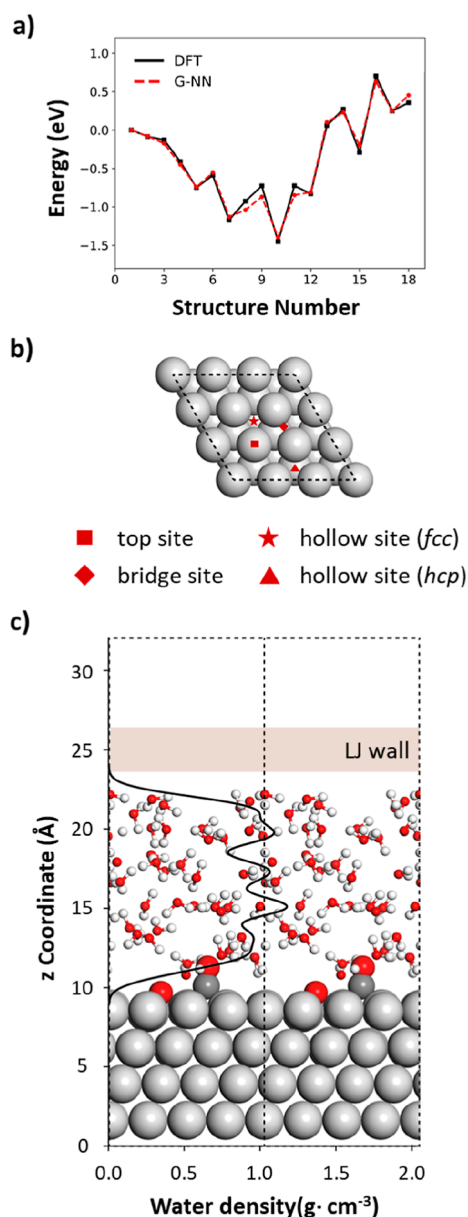 a)
1.0
0.5
0.0
−0.5
−1.0
−1.5
Energy (eV)
DFT
G-NN
0 3 6 9 12 15 18
Structure Number
b)
top site hollow site (fcc)
bridge site hollow site (hcp)
c)
30
25
20
15
10
5
0
z Coordinate (Å)
LJ wall
0.0 0.5 1.0 1.5 2.0
Water density(g· cm⁻³)